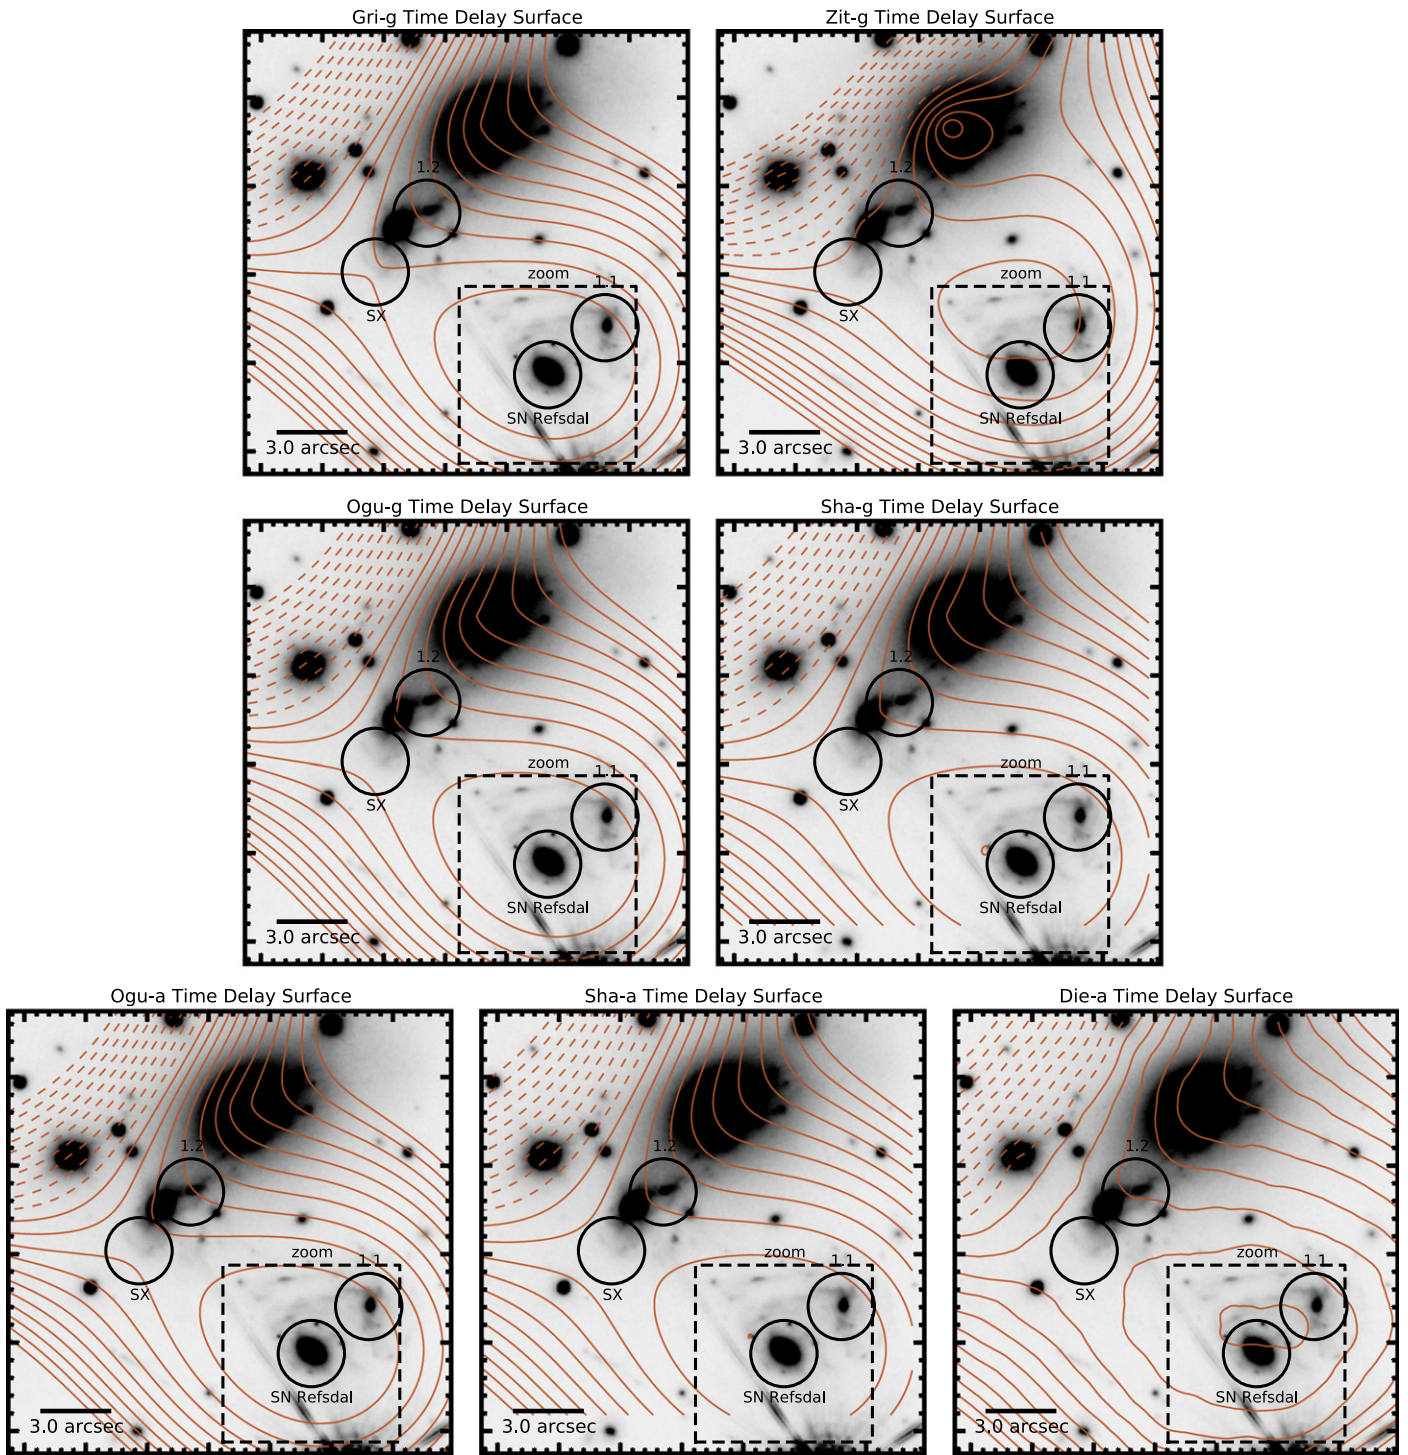 Gri-g Time Delay Surface
1.2
SX
zoom
1.1
SN Refsdal
3.0 arcsec
Zit-g Time Delay Surface
1.2
SX
zoom
1.1
SN Refsdal
3.0 arcsec
Ogu-g Time Delay Surface
1.2
SX
zoom
1.1
SN Refsdal
3.0 arcsec
Sha-g Time Delay Surface
1.2
SX
zoom
1.1
SN Refsdal
3.0 arcsec
Ogu-a Time Delay Surface
1.2
SX
zoom
1.1
SN Refsdal
3.0 arcsec
Sha-a Time Delay Surface
1.2
SX
zoom
1.1
SN Refsdal
3.0 arcsec
Die-a Time Delay Surface
1.2
SX
zoom
1.1
SN Refsdal
3.0 arcsec